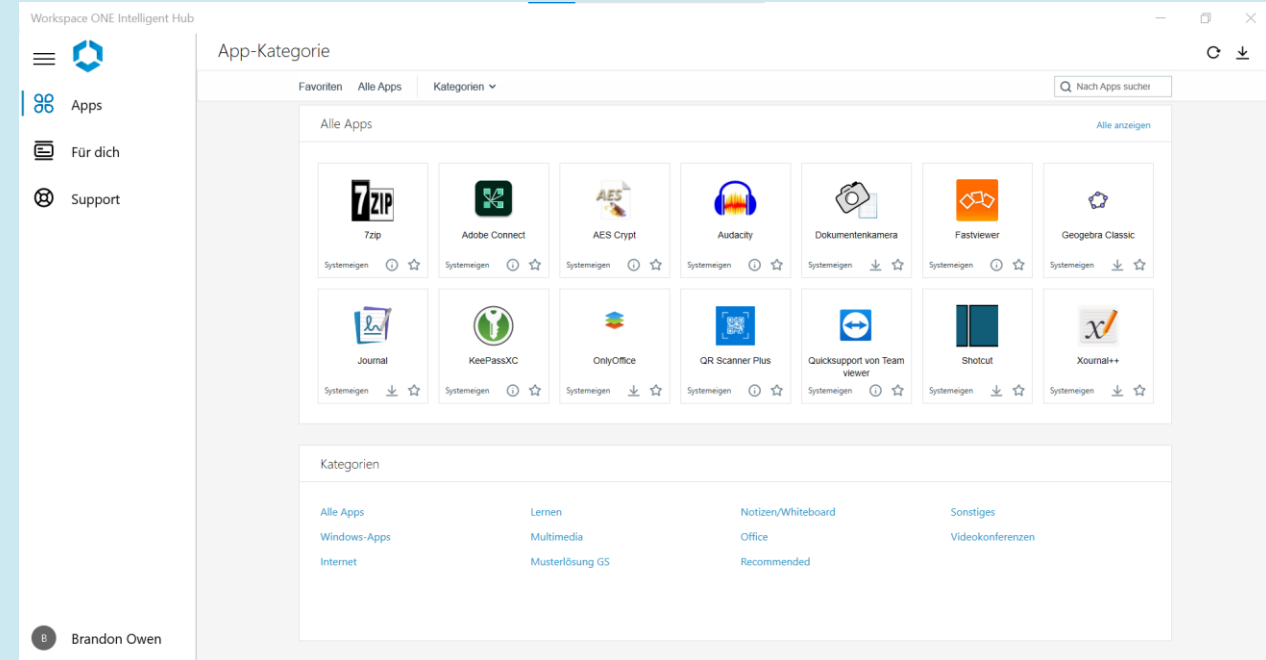 Workspace ONE Intelligent Hub
App-Kategorie
Apps
Für dich
Support
Favoriten Alle Apps Kategorien
Nach Apps sucher
Alle Apps
Alle anzeigen
7ZIP AES
7zip Adobe Connect AES Crypt Audacity Dokumentenkamera Fastviewer Geogebra Classic
Systemeigen Systemeigen Systemeigen Systemeigen Systemeigen Systemeigen Systemeigen
Journal KeePassXC OnlyOffice QR Scanner Plus Quicksupport von Team Shotcut Xournal++
viewer
Systemeigen Systemeigen Systemeigen Systemeigen Systemeigen Systemeigen Systemeigen
Kategorien
Alle Apps Lernen Notizen/Whiteboard Sonstiges
Windows-Apps Multimedia Office Videokonferenzen
Internet Musterlösung GS Recommended
B Brandon Owen